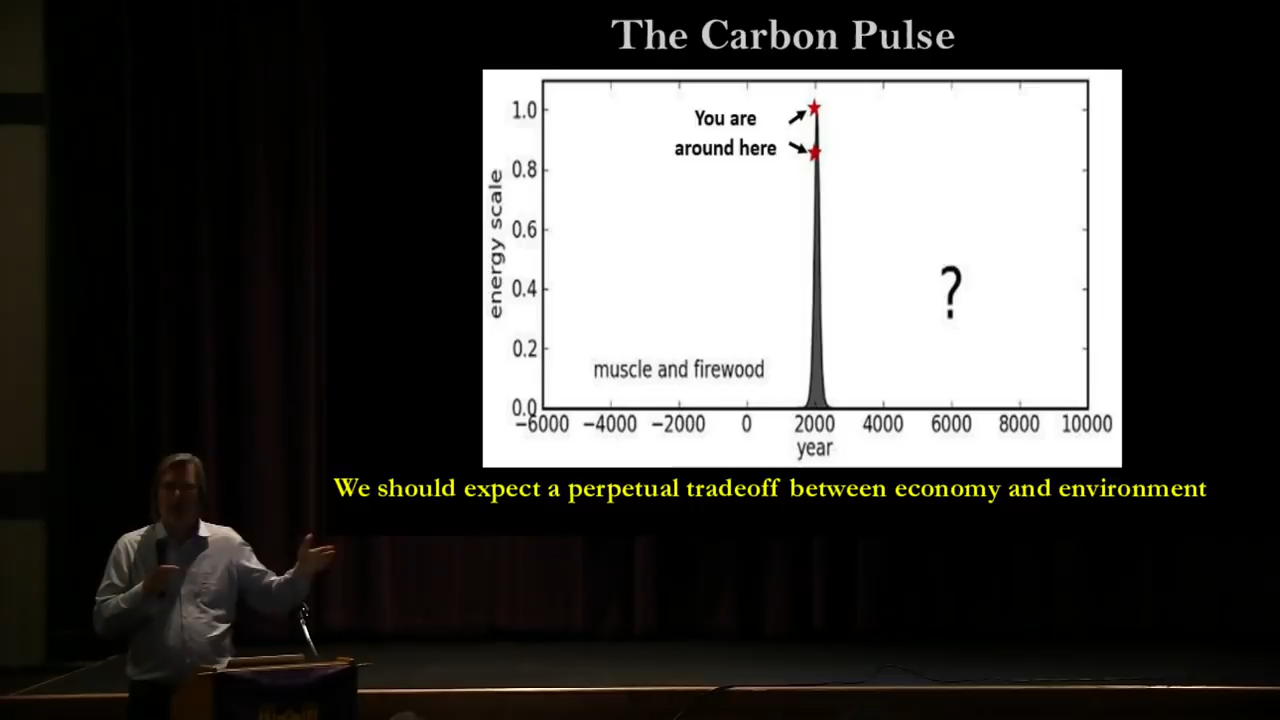 The Carbon Pulse
1.0
0.8
0.6
0.4
0.2
0.0
energy scale
You are
around here
?
muscle and firewood
−6000 −4000 −2000 0 2000 4000 6000 8000 10000
year
We should expect a perpetual tradeoff between economy and environment